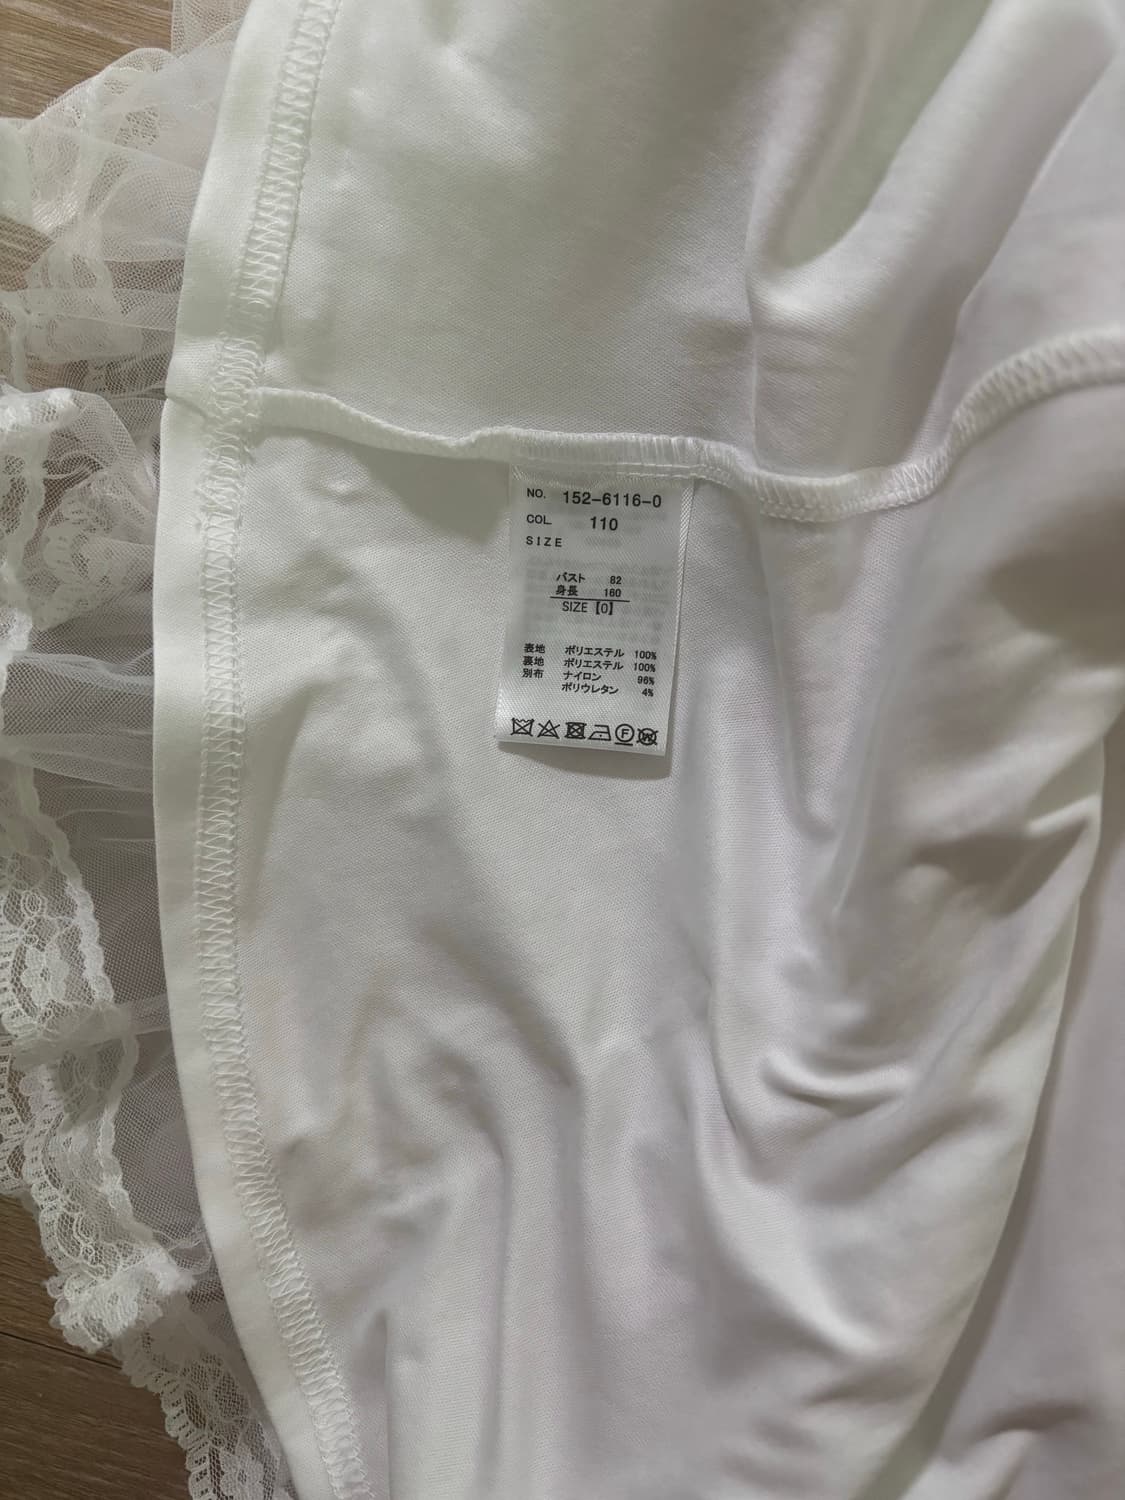 NO. 152-6116-0
COL. 110
SIZE
バスト 82
身長 160
SIZE【0】
表地 ポリエステル 100%
裏地 ポリエステル 100%
別布 ナイロン 96%
ポリウレタン 4%
F W